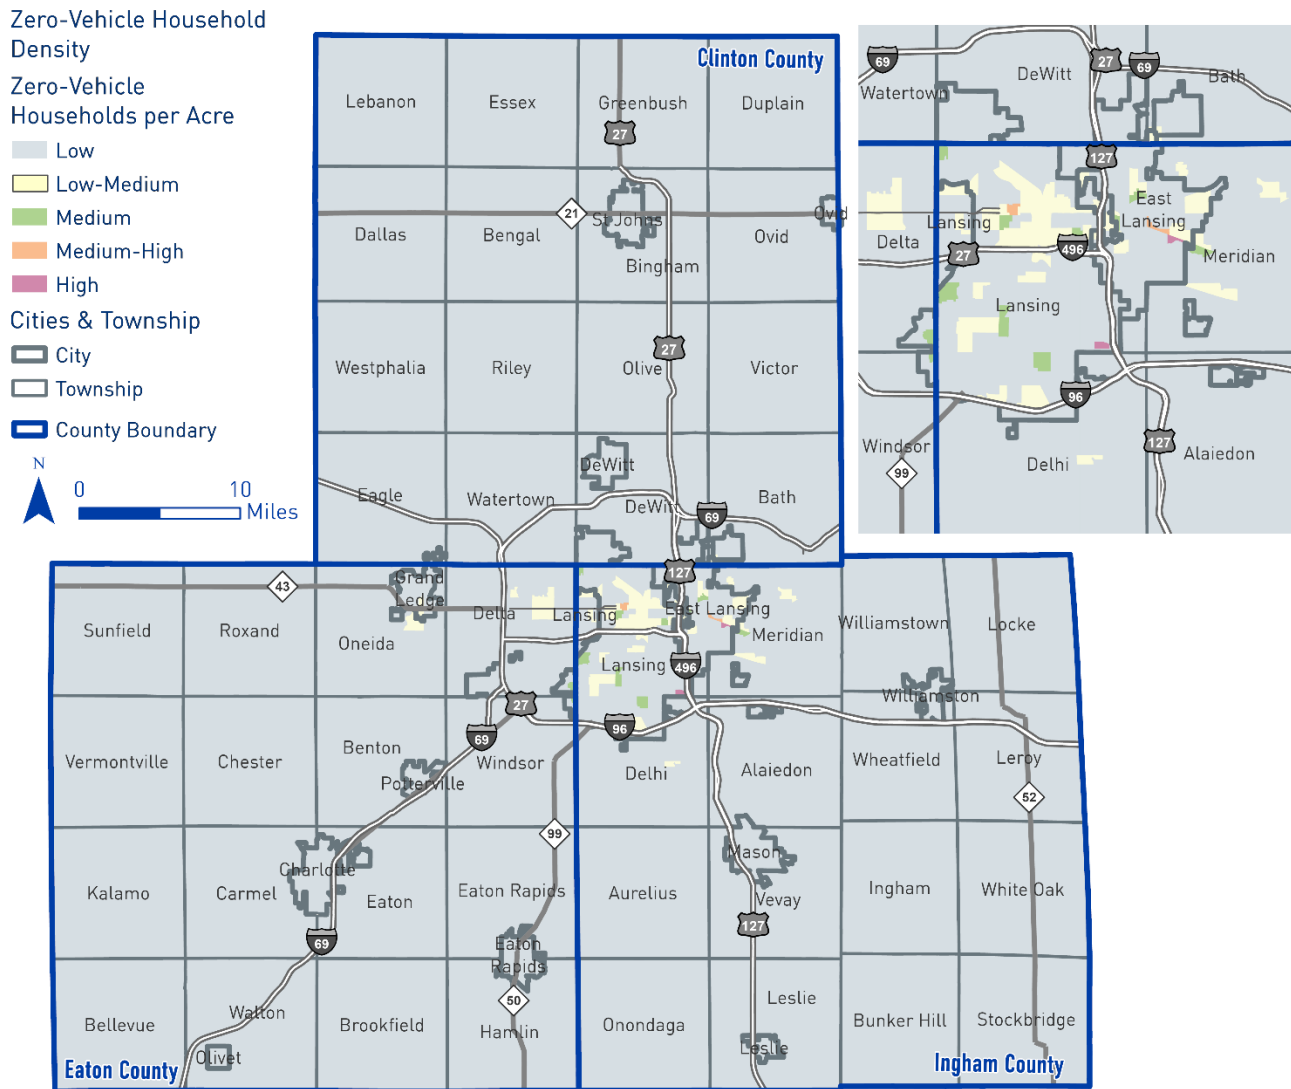 Zero-Vehicle Household
Density
Zero-Vehicle
Households per Acre
Low
Low-Medium
Medium
Medium-High
High
Cities & Township
City
Township
County Boundary
N
0 10
Miles
Clinton County
Lebanon Essex Greenbush Duplain
27
21
St Johns
Ovid
Dallas Bengal Ovid
Bingham
27
Westphalia Riley Olive Victor
DeWitt
Eagle Watertown DeWitt Bath
69
127
43
Grand
Ledge
Delta Lansing East Lansing
Sunfield Roxand Oneida Meridian Williamstown Locke
Lansing
496
Williamston
27
96
69
Vermontville Chester Benton Windsor Delhi Alaiedon Wheatfield Leroy
Potterville
52
99
Mason
Charlotte
Kalamo Carmel Eaton Eaton Rapids Aurelius Vevay Ingham White Oak
127
69
Eaton
Rapids
50
Leslie
Bellevue Walton Brookfield Hamlin Onondaga Bunker Hill Stockbridge
Olivet
Leslie
Eaton County
Ingham County
69
27
69
DeWitt
Bath
Watertown
127
East
Lansing
Lansing
Delta
496
27
Meridian
Lansing
96
127
Windsor
Delhi
Alaiedon
99